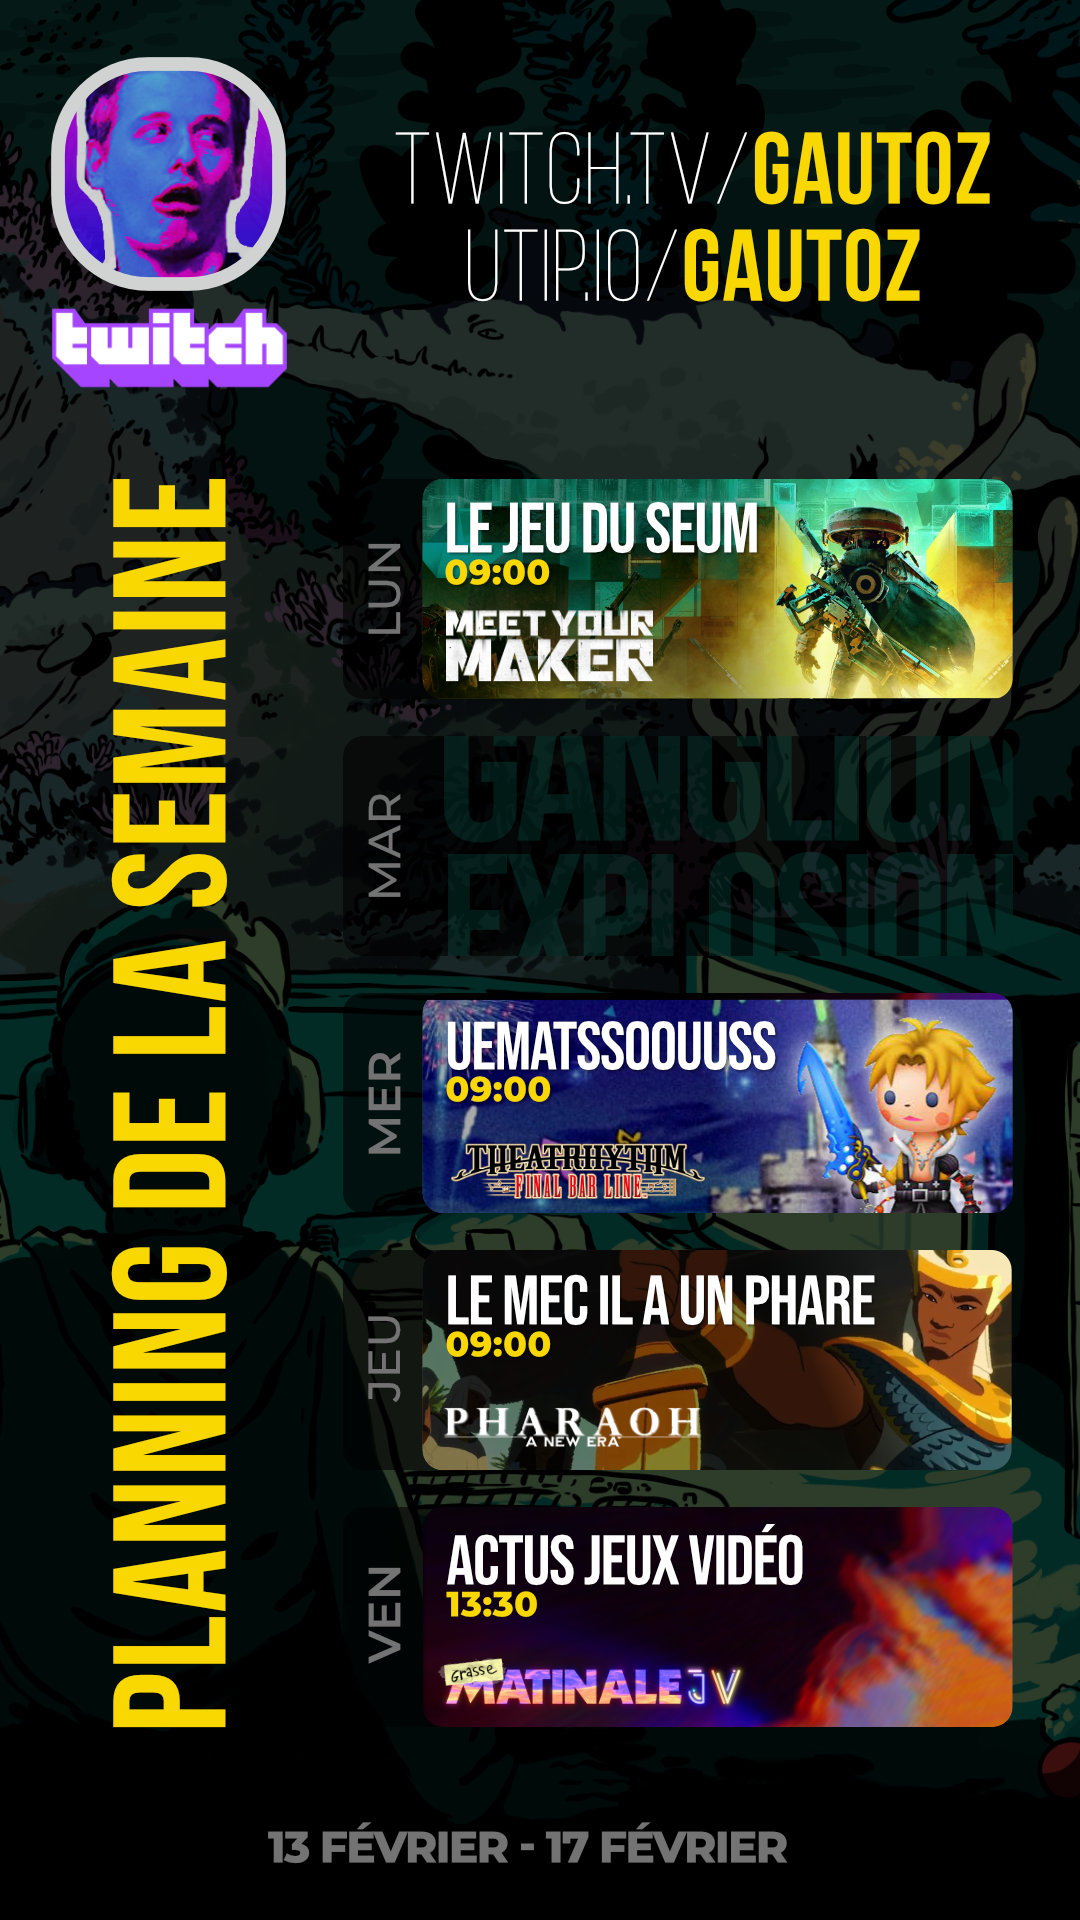 TWITCH.TV/GAUTOZ
UTIP.IO/GAUTOZ
twitch
PLANNING DE LA SEMAINE
LUN
LE JEU DU SEUM
09:00
MEET YOUR
MAKER
MAR
GANGLION
EXPLOSION
MER
UEMATSSOOUUSS
09:00
THEATRHYTHM
FINAL BAR LINE
JEU
LE MEC IL A UN PHARE
09:00
PHARAOH
A NEW ERA
VEN
ACTUS JEUX VIDÉO
13:30
Grasse
MATINALE JV
13 FÉVRIER - 17 FÉVRIER